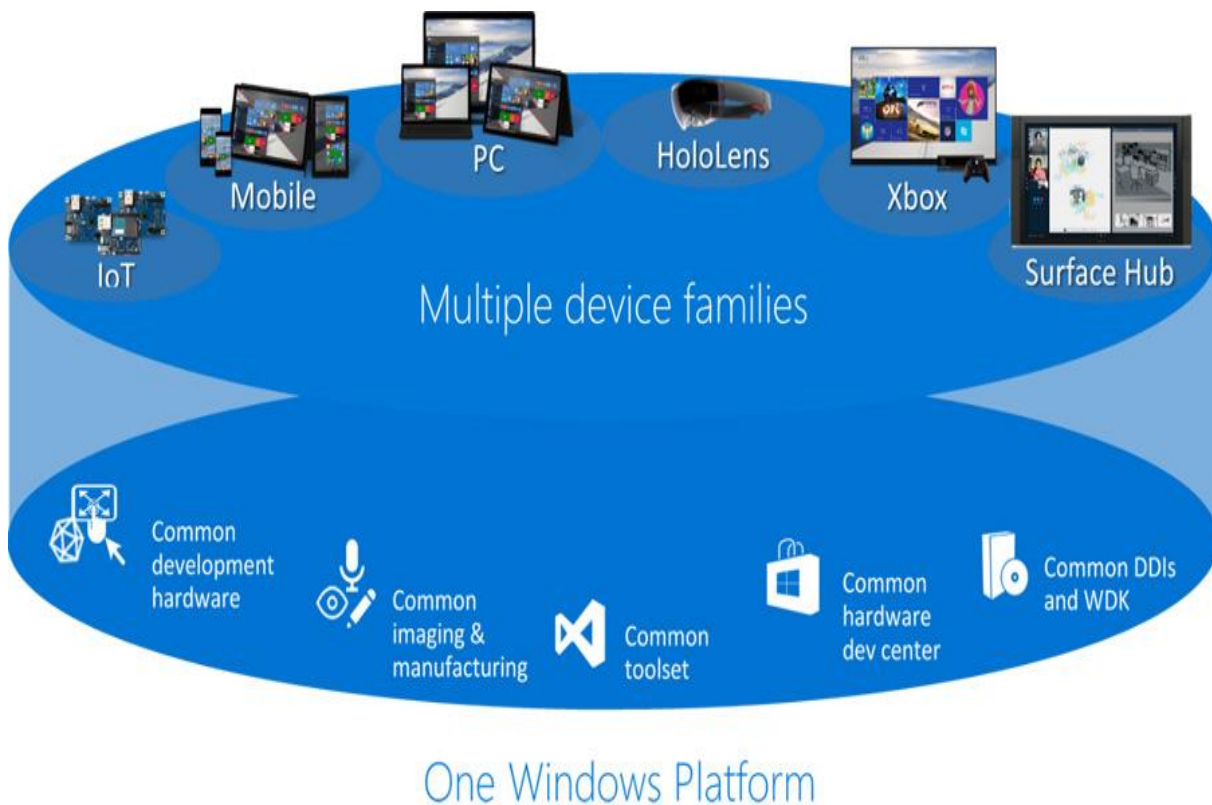 PC
HoloLens
Mobile
Xbox
IoT
Surface Hub
Multiple device families
Common
development
hardware
Common
imaging &
manufacturing
Common
toolset
Common
hardware
dev center
Common DDIs
and WDK
One Windows Platform